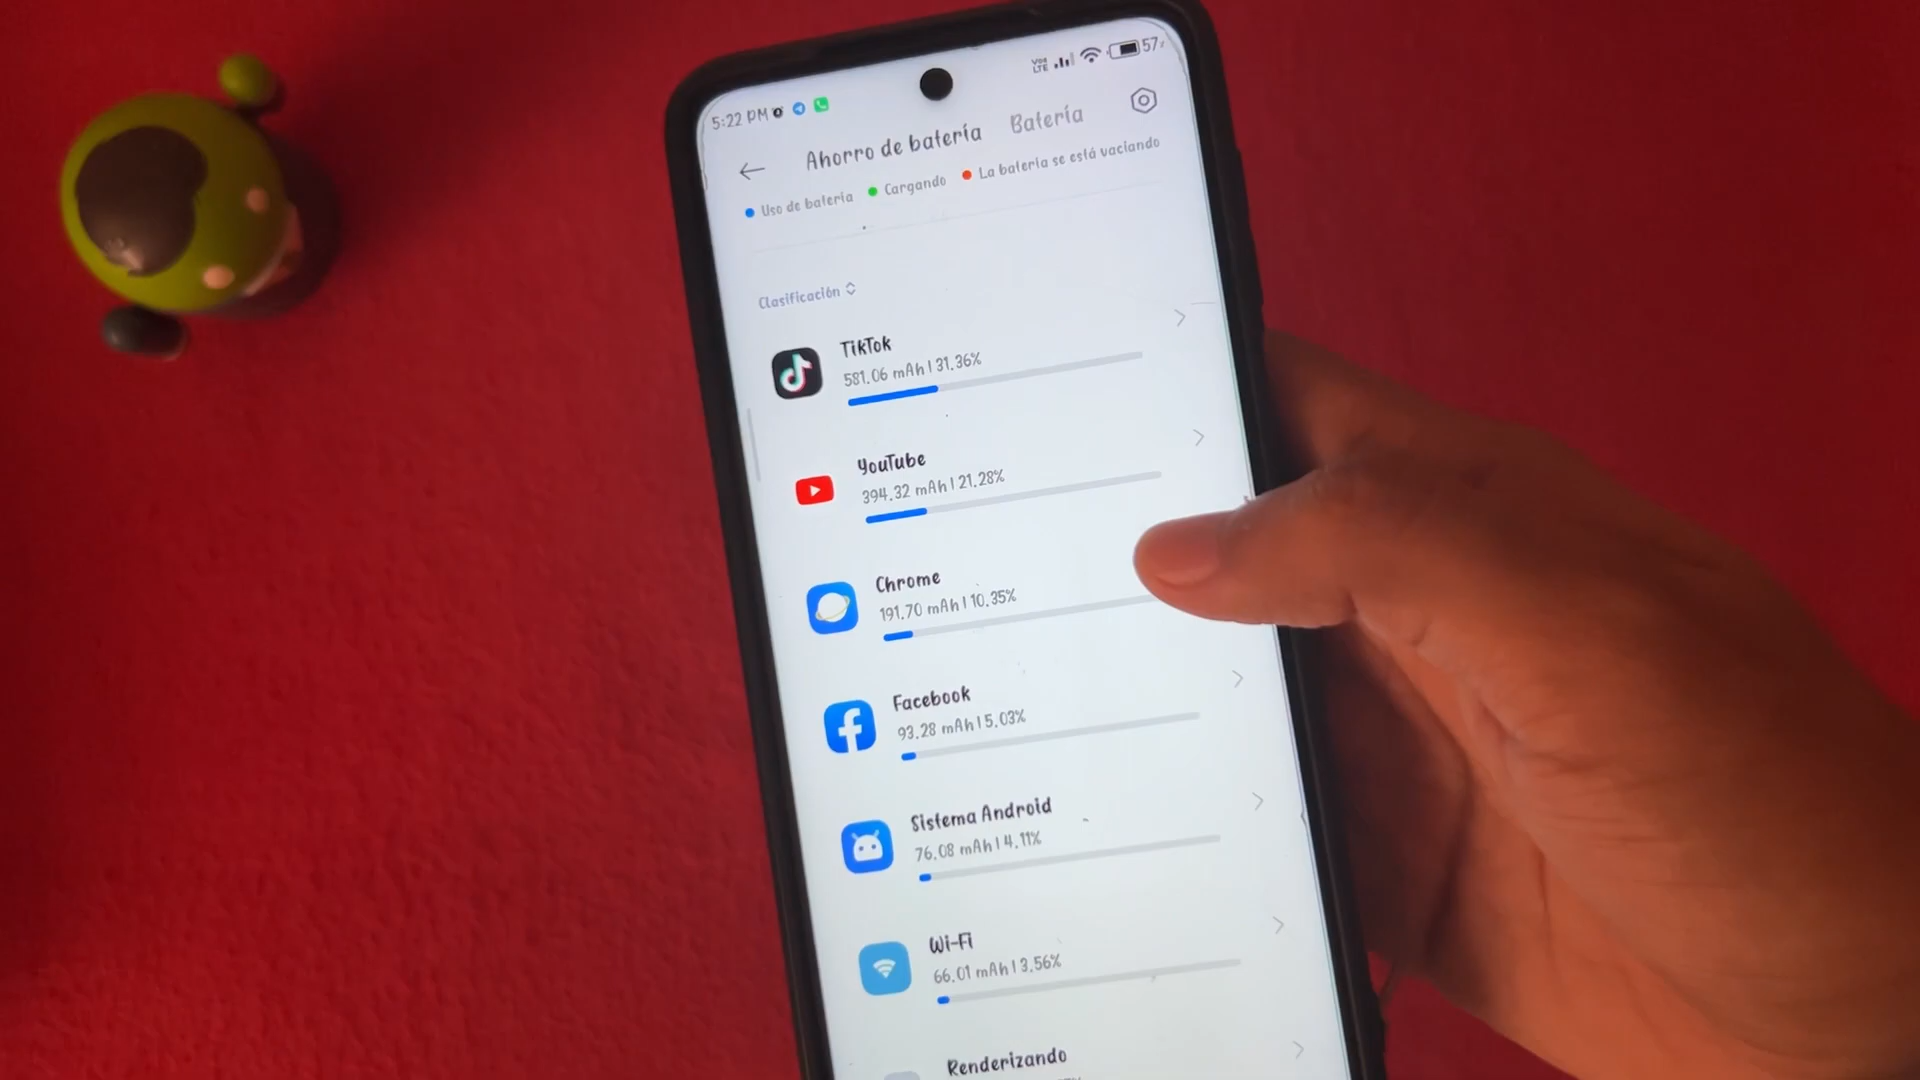 5:22 PM
Vo
LTE
57
Ahorro de batería
Batería
Uso de batería
Cargando
La batería se está vaciando
Clasificación
TikTok
581.06 mAh | 31.36%
YouTube
394.32 mAh | 21.28%
Chrome
191.70 mAh | 10.35%
Facebook
93.28 mAh | 5.03%
Sistema Android
76.08 mAh | 4.11%
Wi-Fi
66.01 mAh | 3.56%
Renderizando